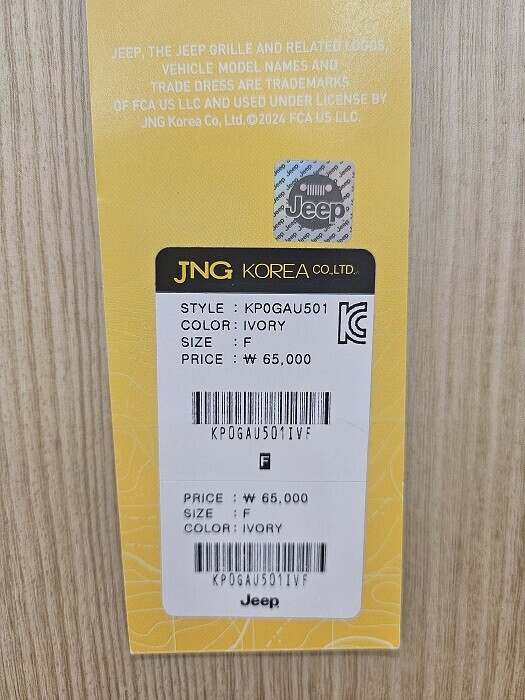 JEEP, THE JEEP GRILLE AND RELATED LOGOS,
VEHICLE MODEL NAMES AND
TRADE DRESS ARE TRADEMARKS
OF FCA US LLC AND USED UNDER LICENSE BY
JNG Korea Co, Ltd.©2024 FCA US LLC.
Jeep
JNG KOREA CO.,LTD.
STYLE : KP0GAU501
COLOR : IVORY
SIZE : F
PRICE : ₩ 65,000
KP0GAU501IVF
F
PRICE : ₩ 65,000
SIZE : F
COLOR : IVORY
KP0GAU501IVF
Jeep